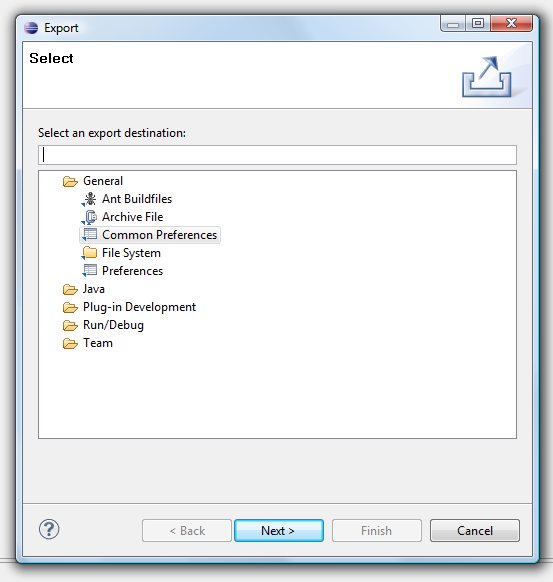 Export
Select
Select an export destination:
General
Ant Buildfiles
Archive File
Common Preferences
File System
Preferences
Java
Plug-in Development
Run/Debug
Team
? < Back Next > Finish Cancel